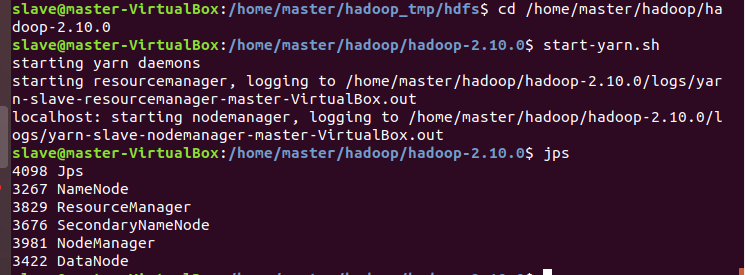 slave@master-VirtualBox:/home/master/hadoop_tmp/hdfs$ cd /home/master/hadoop/ha
doop-2.10.0
slave@master-VirtualBox:/home/master/hadoop/hadoop-2.10.0$ start-yarn.sh
starting yarn daemons
starting resourcemanager, logging to /home/master/hadoop/hadoop-2.10.0/logs/yar
n-slave-resourcemanager-master-VirtualBox.out
localhost: starting nodemanager, logging to /home/master/hadoop/hadoop-2.10.0/l
ogs/yarn-slave-nodemanager-master-VirtualBox.out
slave@master-VirtualBox:/home/master/hadoop/hadoop-2.10.0$ jps
4098 Jps
3267 NameNode
3829 ResourceManager
3676 SecondaryNameNode
3981 NodeManager
3422 DataNode